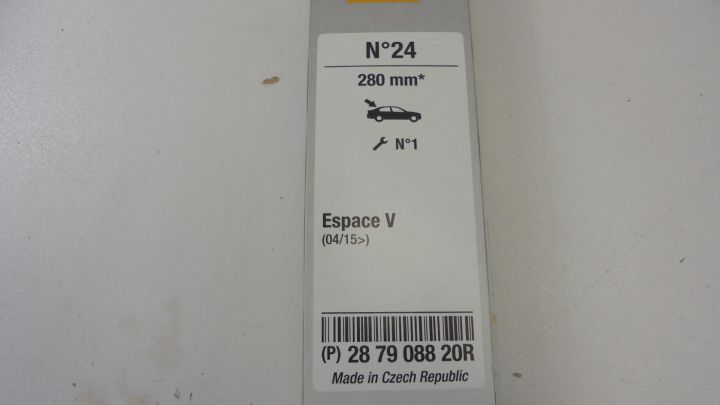 N°24
280 mm*
N°1
Espace V
(04/15>)
(P) 28 79 088 20R
Made in Czech Republic